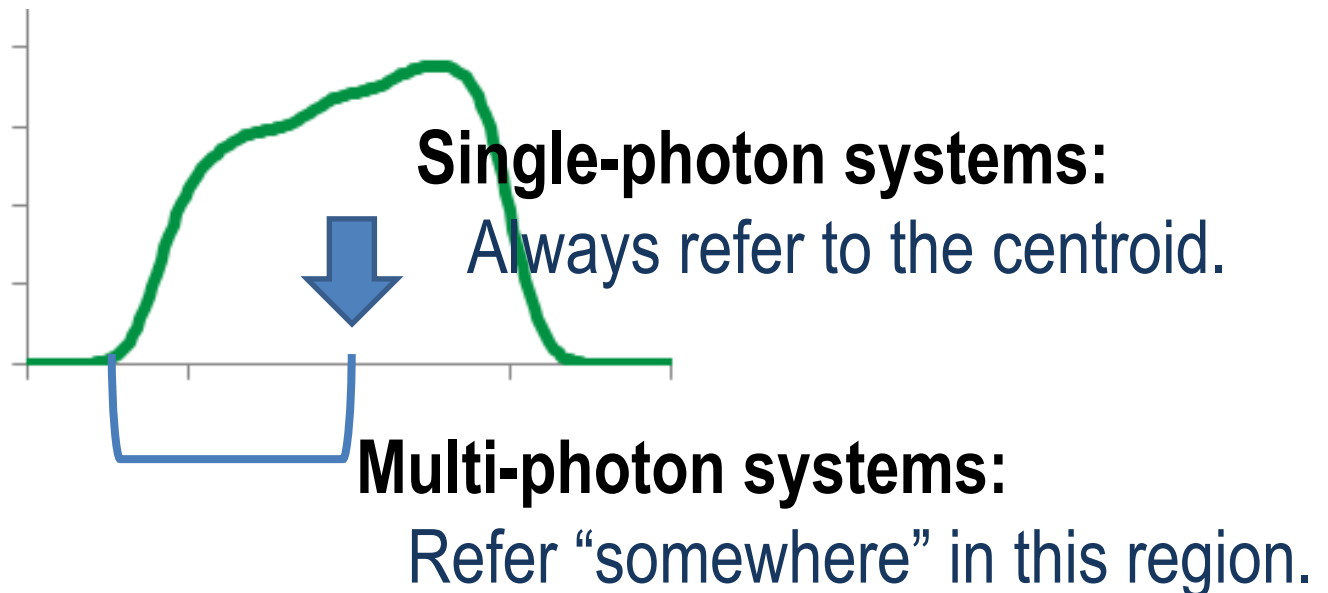 Single-photon systems:
Always refer to the centroid.
Multi-photon systems:
Refer “somewhere” in this region.